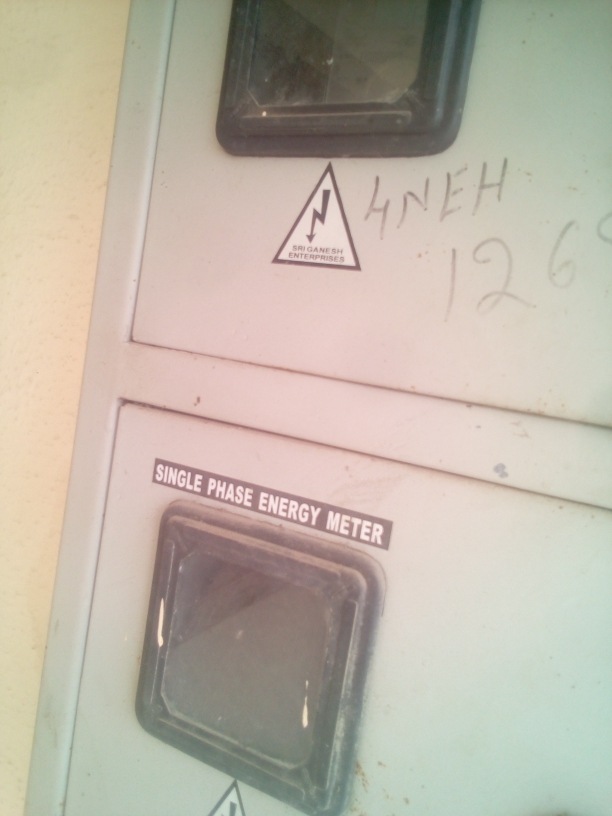 SRI GANESH
ENTERPRISES
4NEH
126
SINGLE PHASE ENERGY METER